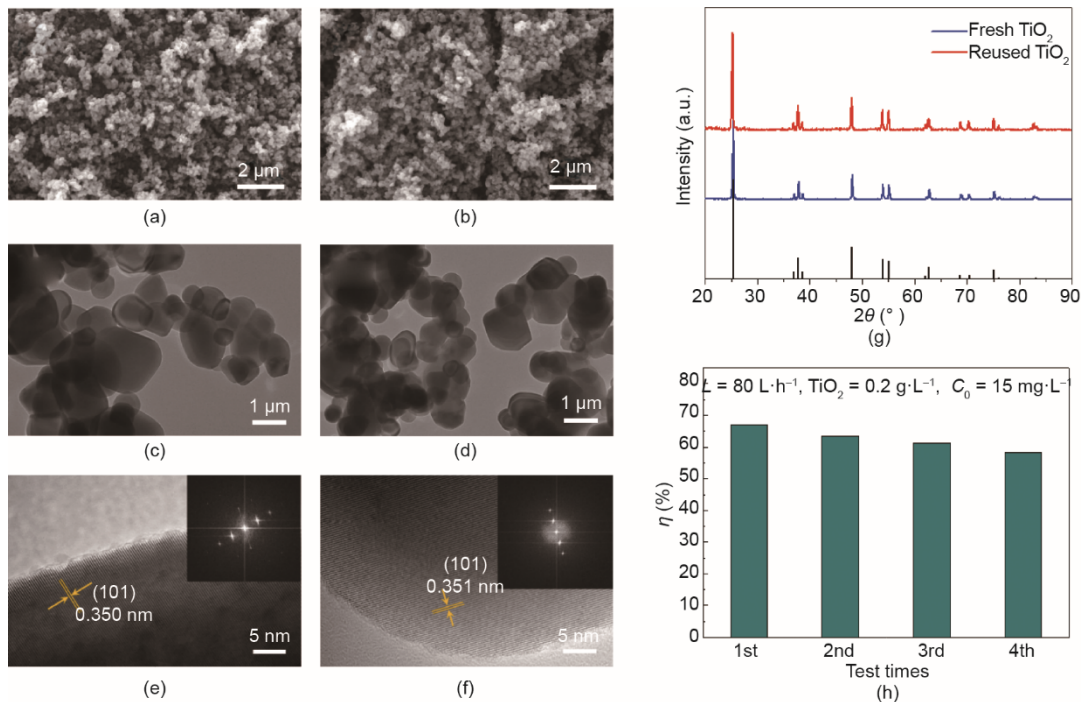 2 µm
(a)
2 µm
(b)
1 µm
(c)
1 µm
(d)
(101)
0.350 nm
5 nm
(e)
(101)
0.351 nm
5 nm
(f)
Fresh TiO₂
Reused TiO₂
Intensity (a.u.)
20 30 40 50 60 70 80 90
2θ (°)
(g)
L = 80 L·h⁻¹, TiO₂ = 0.2 g·L⁻¹, C₀ = 15 mg·L⁻¹
80
70
60
50
40
30
20
10
0
η (%)
1st 2nd 3rd 4th
Test times
(h)